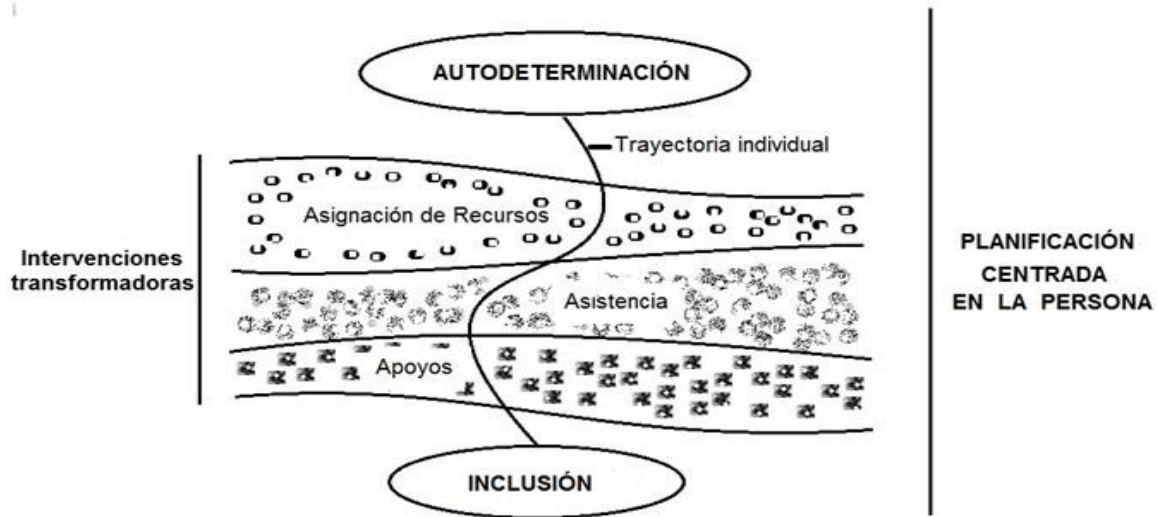 AUTODETERMINACIÓN
Trayectoria individual
Asignación de Recursos
Intervenciones
transformadoras
Asistencia
Apoyos
INCLUSIÓN
PLANIFICACIÓN
CENTRADA
EN LA PERSONA